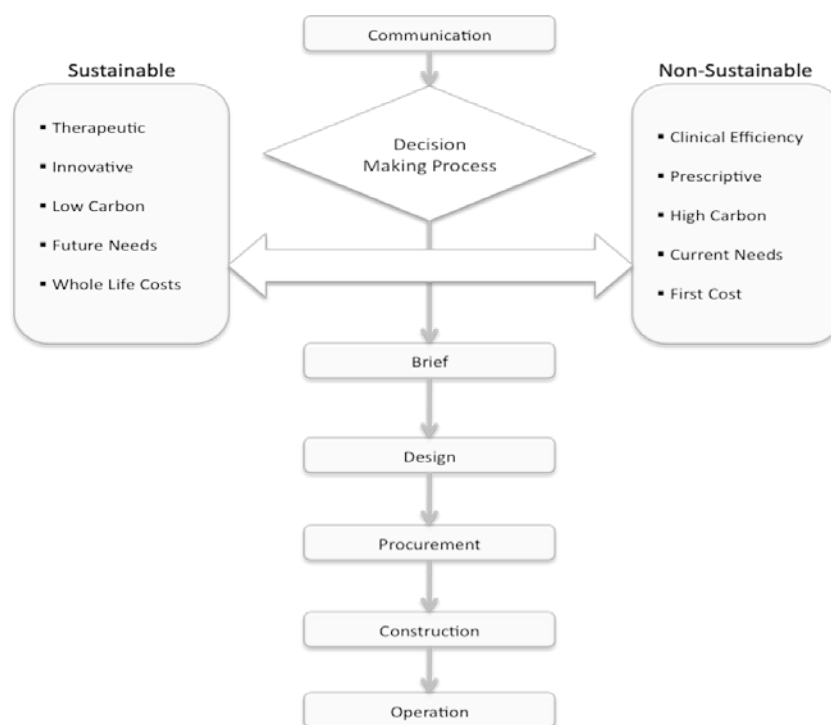 Communication
Sustainable
▪ Therapeutic
▪ Innovative
▪ Low Carbon
▪ Future Needs
▪ Whole Life Costs
Decision
Making Process
Non-Sustainable
▪ Clinical Efficiency
▪ Prescriptive
▪ High Carbon
▪ Current Needs
▪ First Cost
Brief
Design
Procurement
Construction
Operation